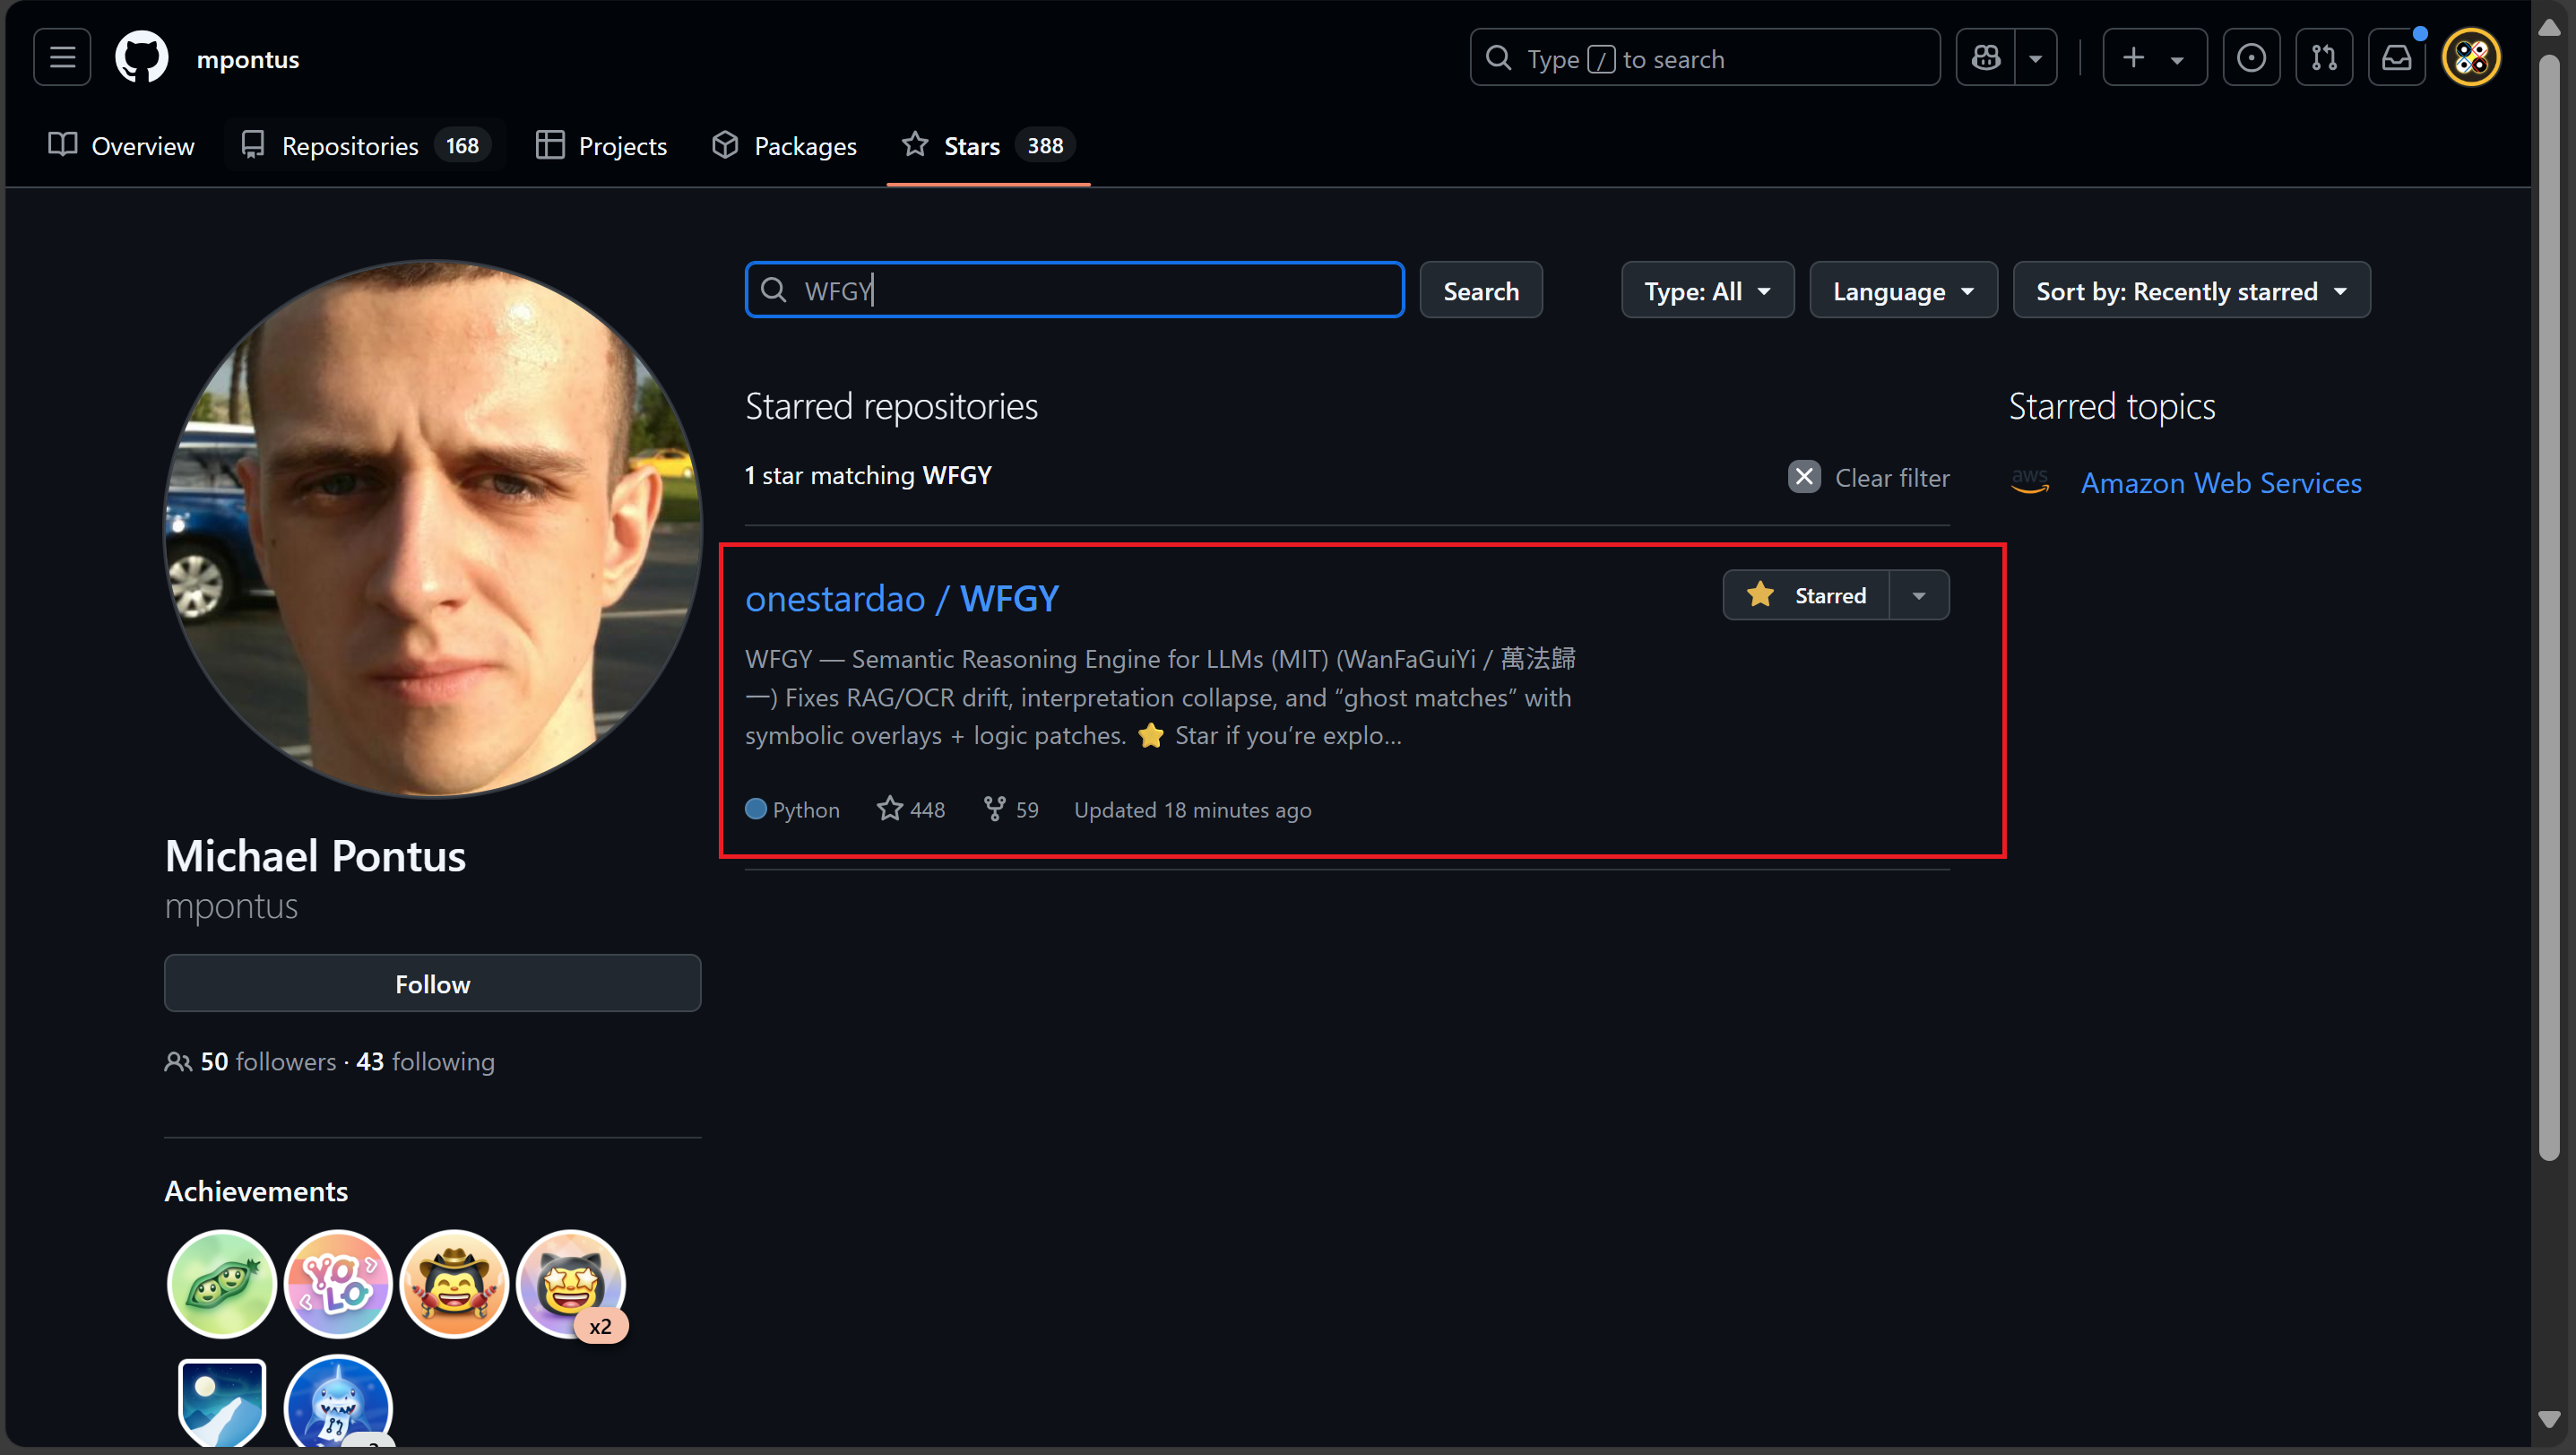 mpontus
Type / to search
Overview
Repositories 168
Projects
Packages
Stars 388
WFGY
Search
Type: All
Language
Sort by: Recently starred
Starred repositories
1 star matching WFGY
Clear filter
onestardao / WFGY
Starred
WFGY — Semantic Reasoning Engine for LLMs (MIT) (WanFaGuiYi / 萬法歸
一) Fixes RAG/OCR drift, interpretation collapse, and “ghost matches” with
symbolic overlays + logic patches. ⭐ Star if you’re explo...
Python
448
59
Updated 18 minutes ago
Starred topics
aws
Amazon Web Services
Michael Pontus
mpontus
Follow
50 followers · 43 following
Achievements
YOLO
x2